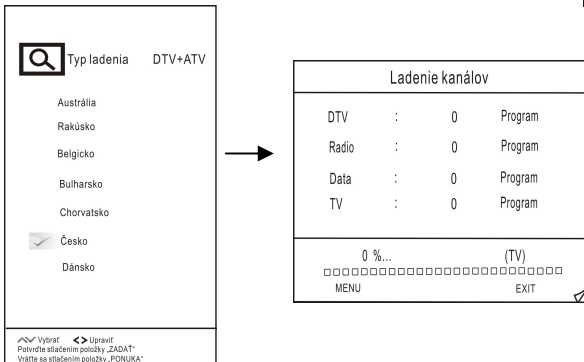 Typ ladenia DTV+ATV
Austrália
Rakúsko
Belgicko
Bulharsko
Chorvatsko
Česko
Dánsko
Vybrať Upraviť
Potvrďte stlačením položky „ZADAŤ“
Vráťte sa stlačením položky „PONUKA“
Ladenie kanálov
DTV : 0 Program
Radio : 0 Program
Data : 0 Program
TV : 0 Program
0 %... (TV)
MENU EXIT